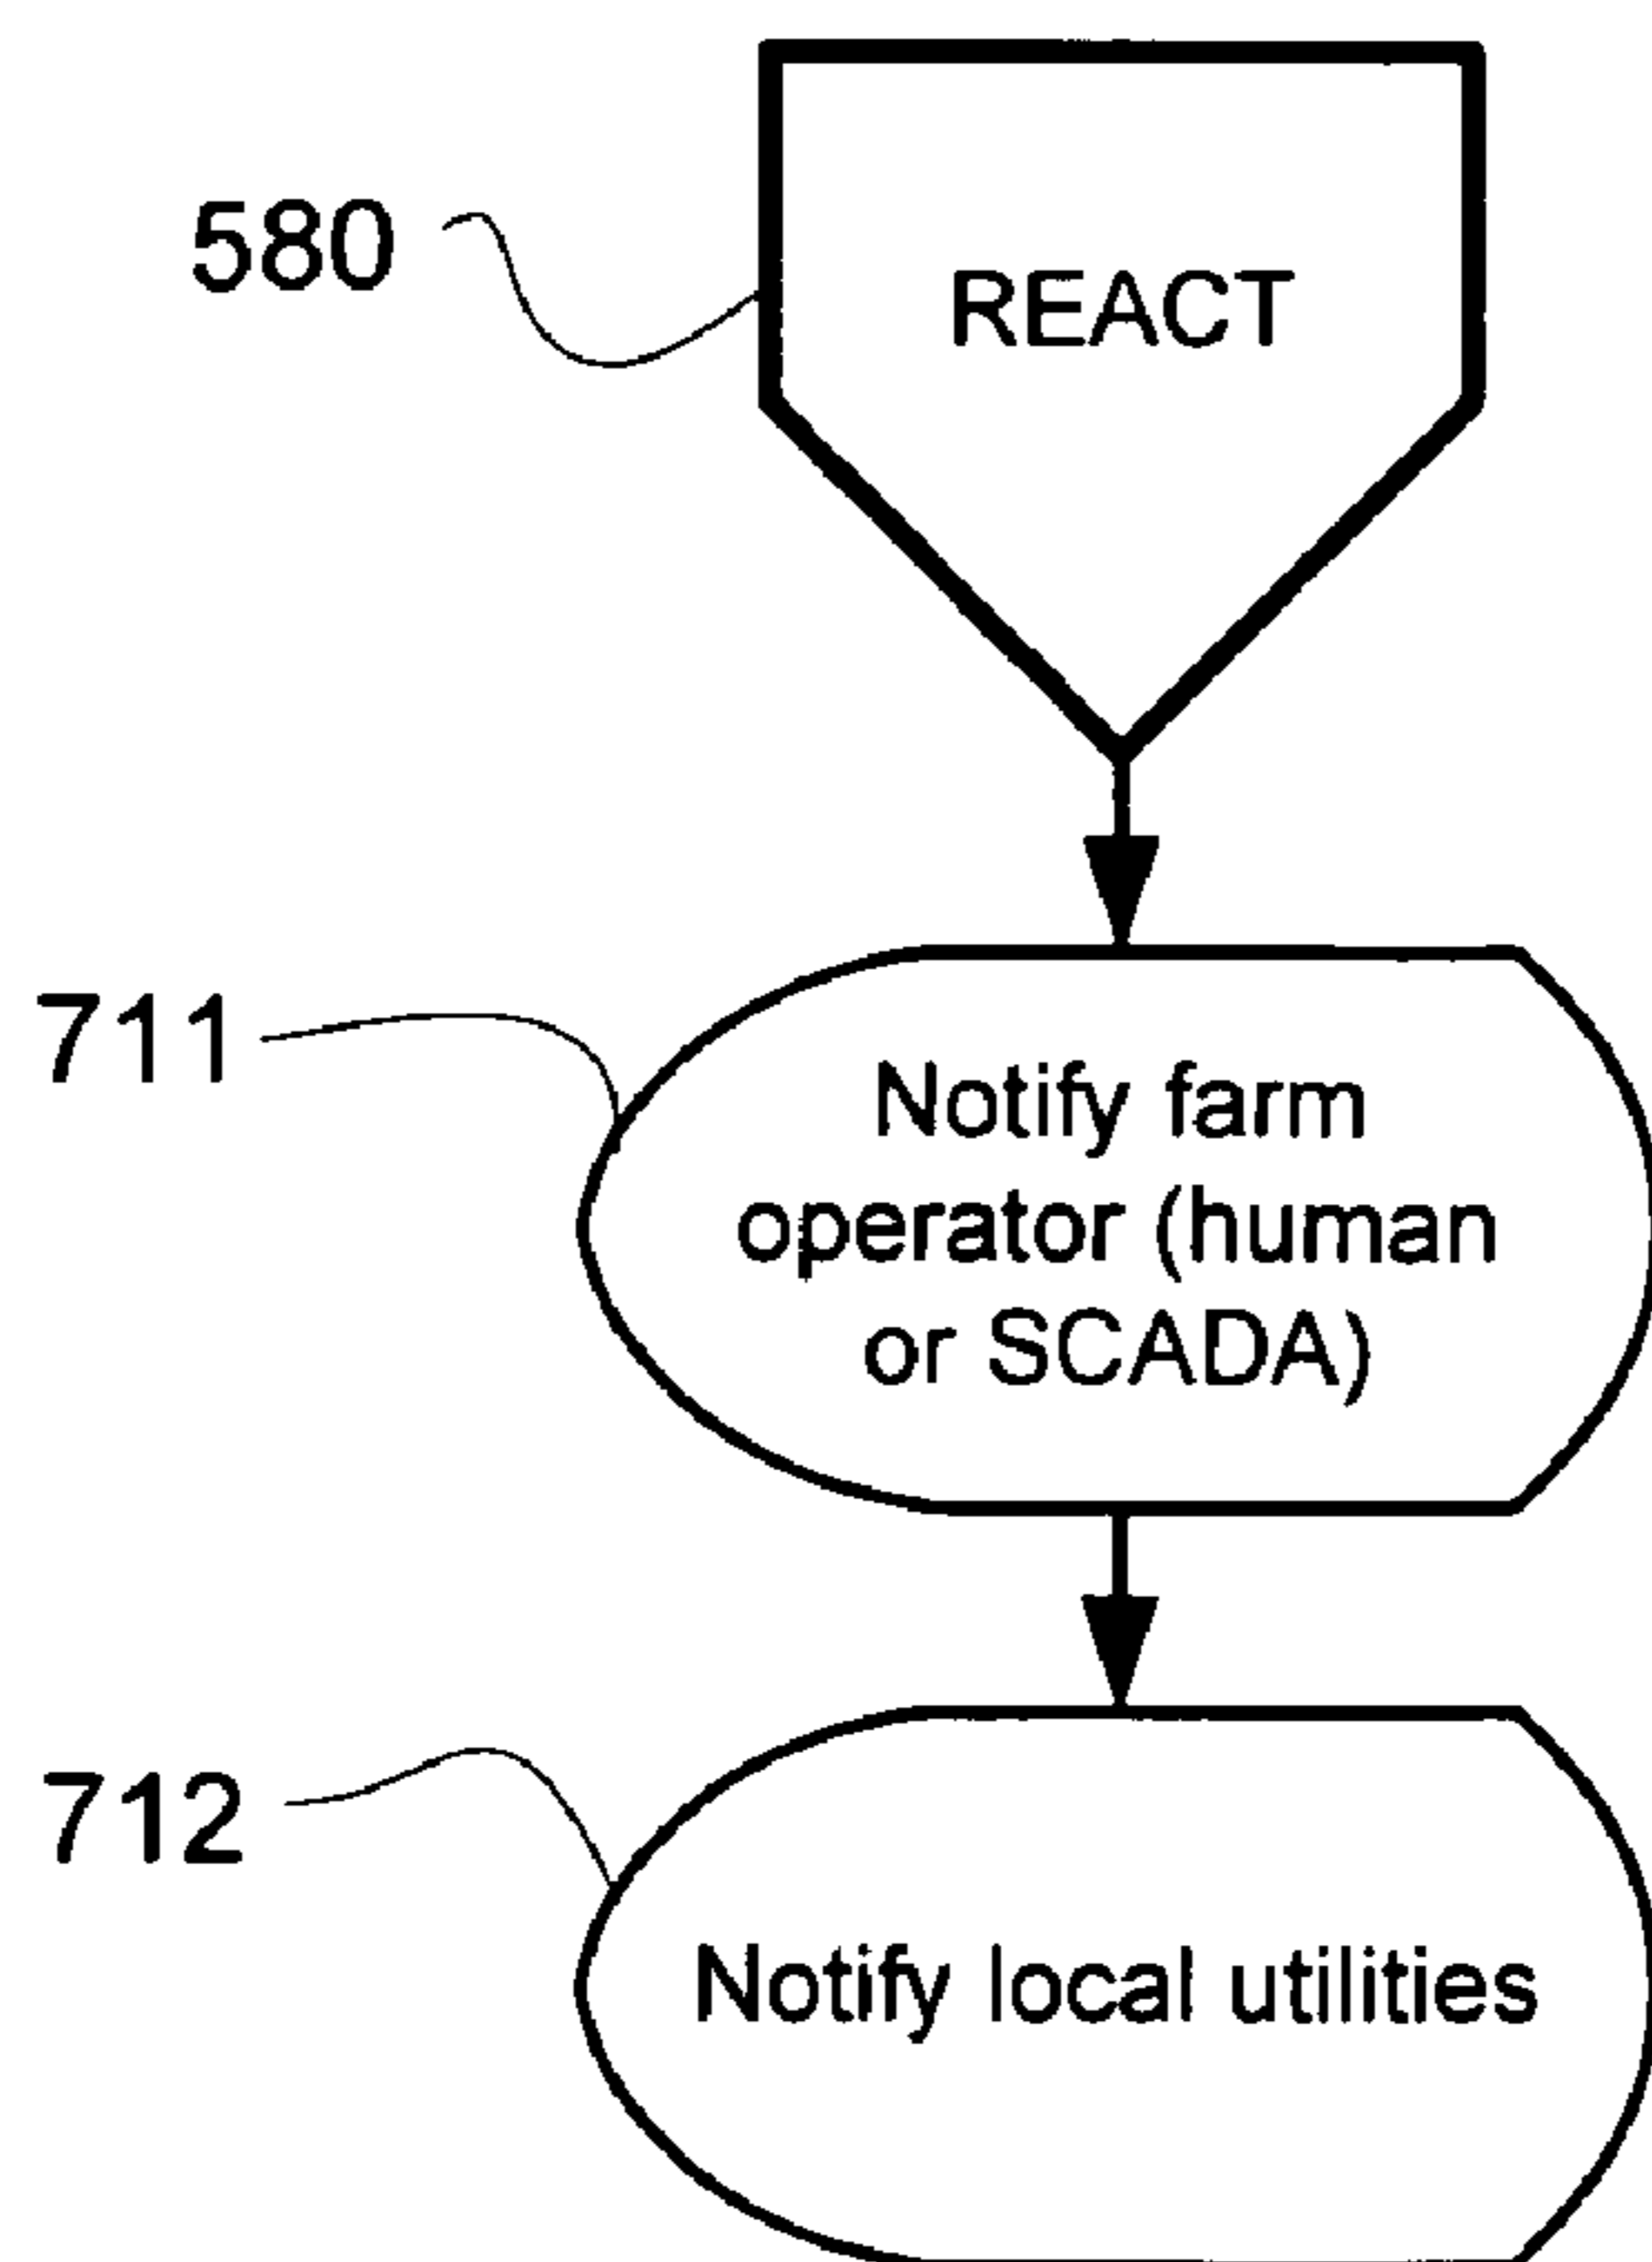 580
REACT
711
Notify farm
operator (human
or SCADA)
712
Notify local utilities